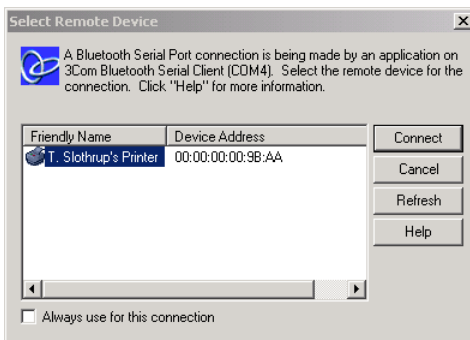 Select Remote Device
A Bluetooth Serial Port connection is being made by an application on
3Com Bluetooth Serial Client (COM4). Select the remote device for the
connection. Click "Help" for more information.
Friendly Name Device Address
T. Slothrup's Printer 00:00:00:00:9B:AA
Connect
Cancel
Refresh
Help
Always use for this connection